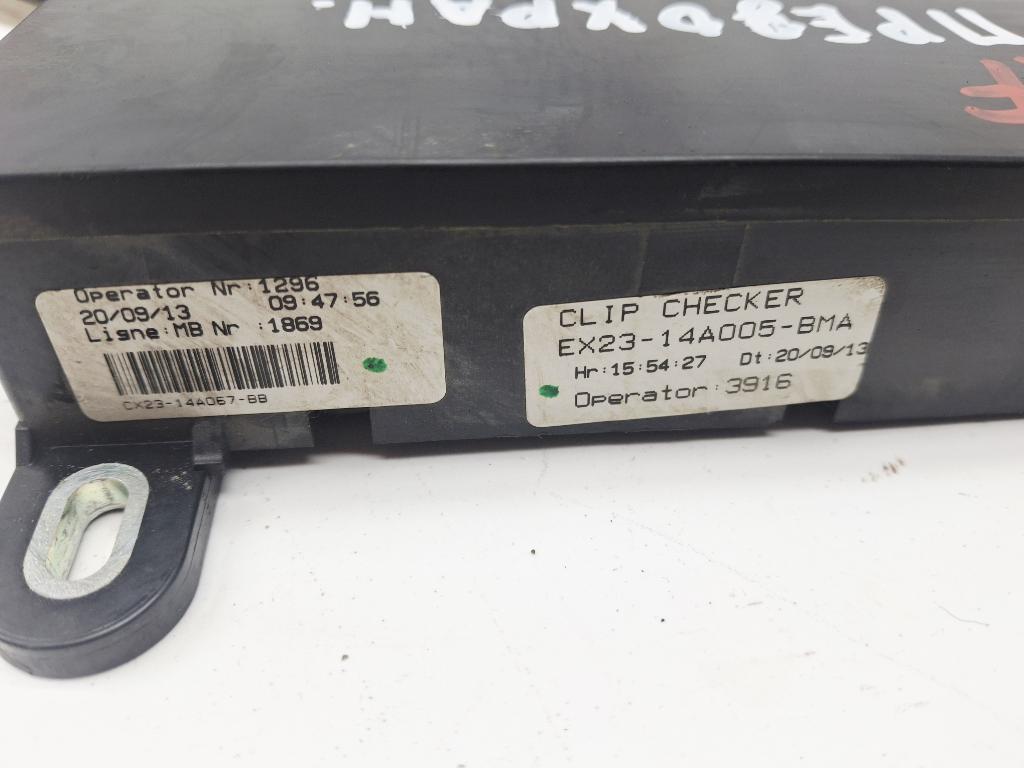 ПРЕДОХРАН.
Operator Nr:1296
20/09/13 09:47:56
Ligne:MB Nr :1869
CX23-14A067-BB
CLIP CHECKER
EX23-14A005-BMA
Hr:15:54:27 Dt:20/09/13
Operator:3916